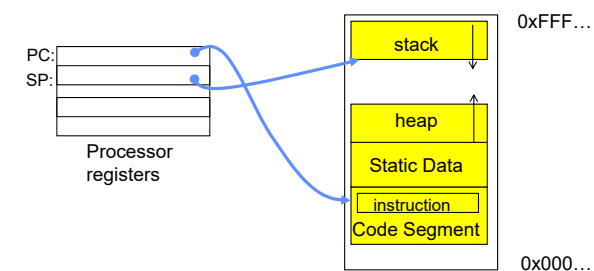 0xFFF…
stack
PC:
SP:
heap
Processor
registers
Static Data
instruction
Code Segment
0x000…